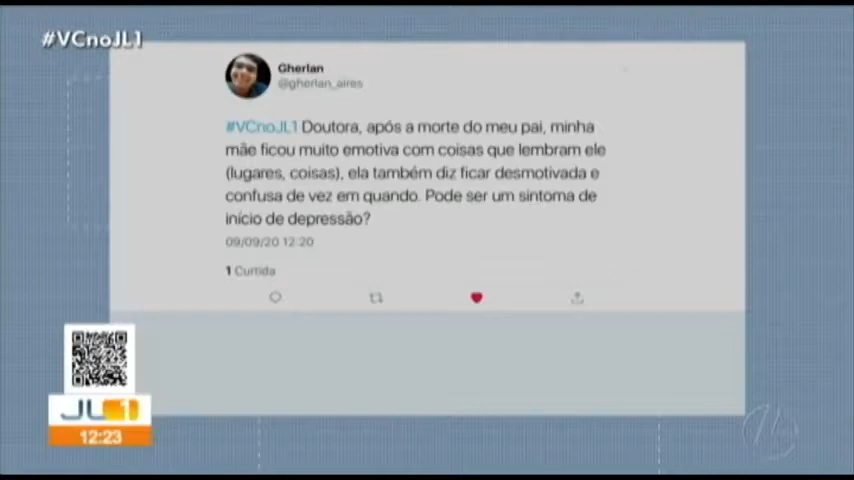 #VCnoJL1
Gherlan
@gherlan_aires
#VCnoJL1 Doutora, após a morte do meu pai, minha
mãe ficou muito emotiva com coisas que lembram ele
(lugares, coisas), ela também diz ficar desmotivada e
confusa de vez em quando. Pode ser um sintoma de
início de depressão?
09/09/20 12:20
1 Curtida
JL1
12:23